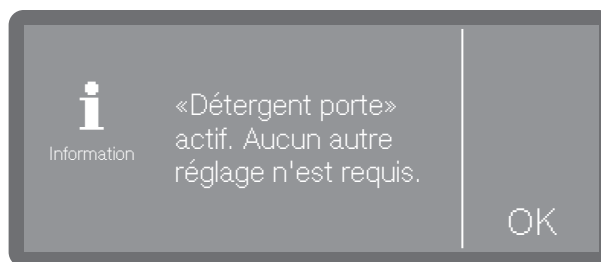 Information
«Détergent porte»
actif. Aucun autre
réglage n'est requis.
OK